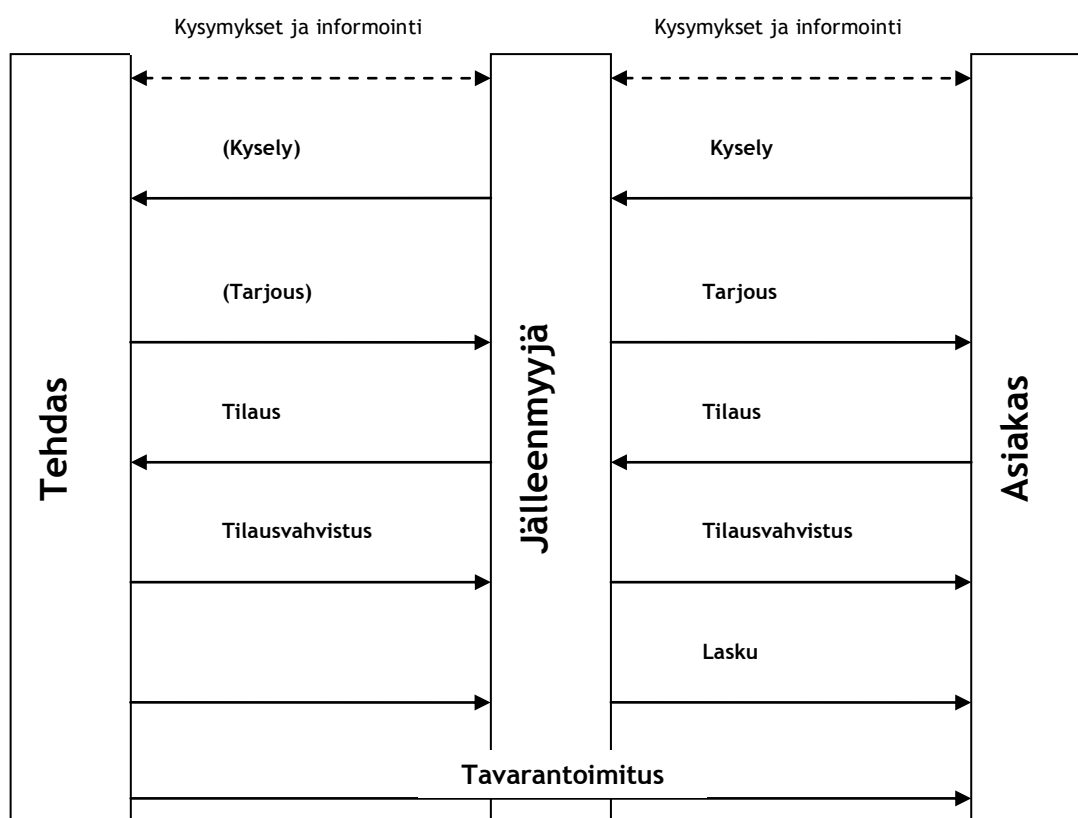 Kysymykset ja informointi
Kysymykset ja informointi
(Kysely)
Kysely
(Tarjous)
Tarjous
Tehdas
Jälleenmyyjä
Asiakas
Tilaus
Tilaus
Tilausvahvistus
Tilausvahvistus
Lasku
Tavarantoimitus